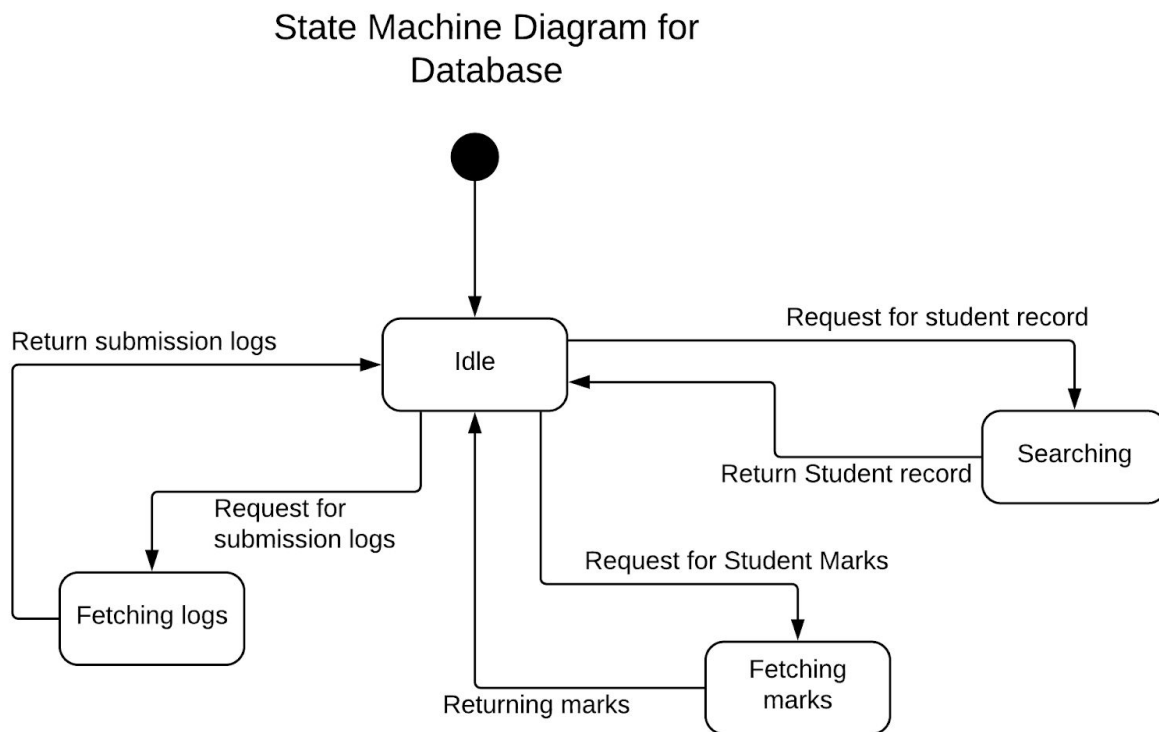 State Machine Diagram for
Database
Request for student record
Return submission logs
Idle
Searching
Return Student record
Request for
submission logs
Request for Student Marks
Fetching logs
Fetching
marks
Returning marks